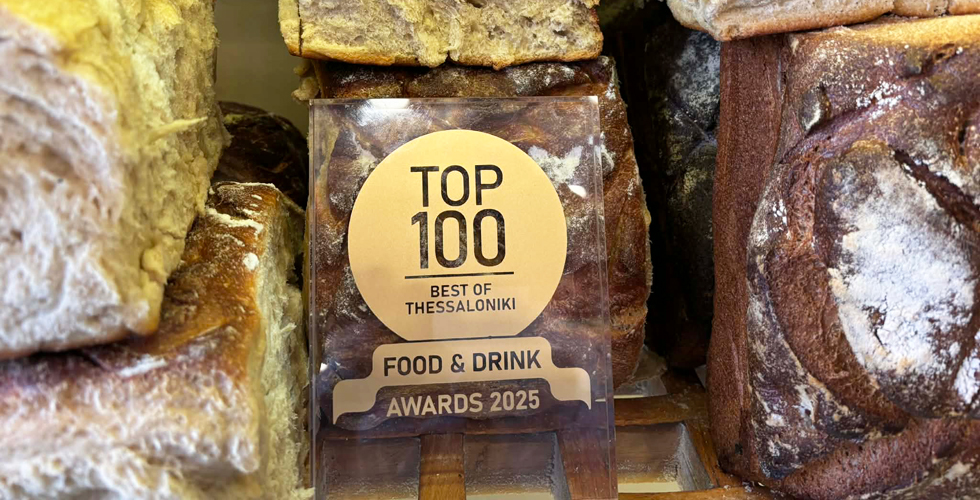 TOP
100
BEST OF
THESSALONIKI
FOOD & DRINK
AWARDS 2025